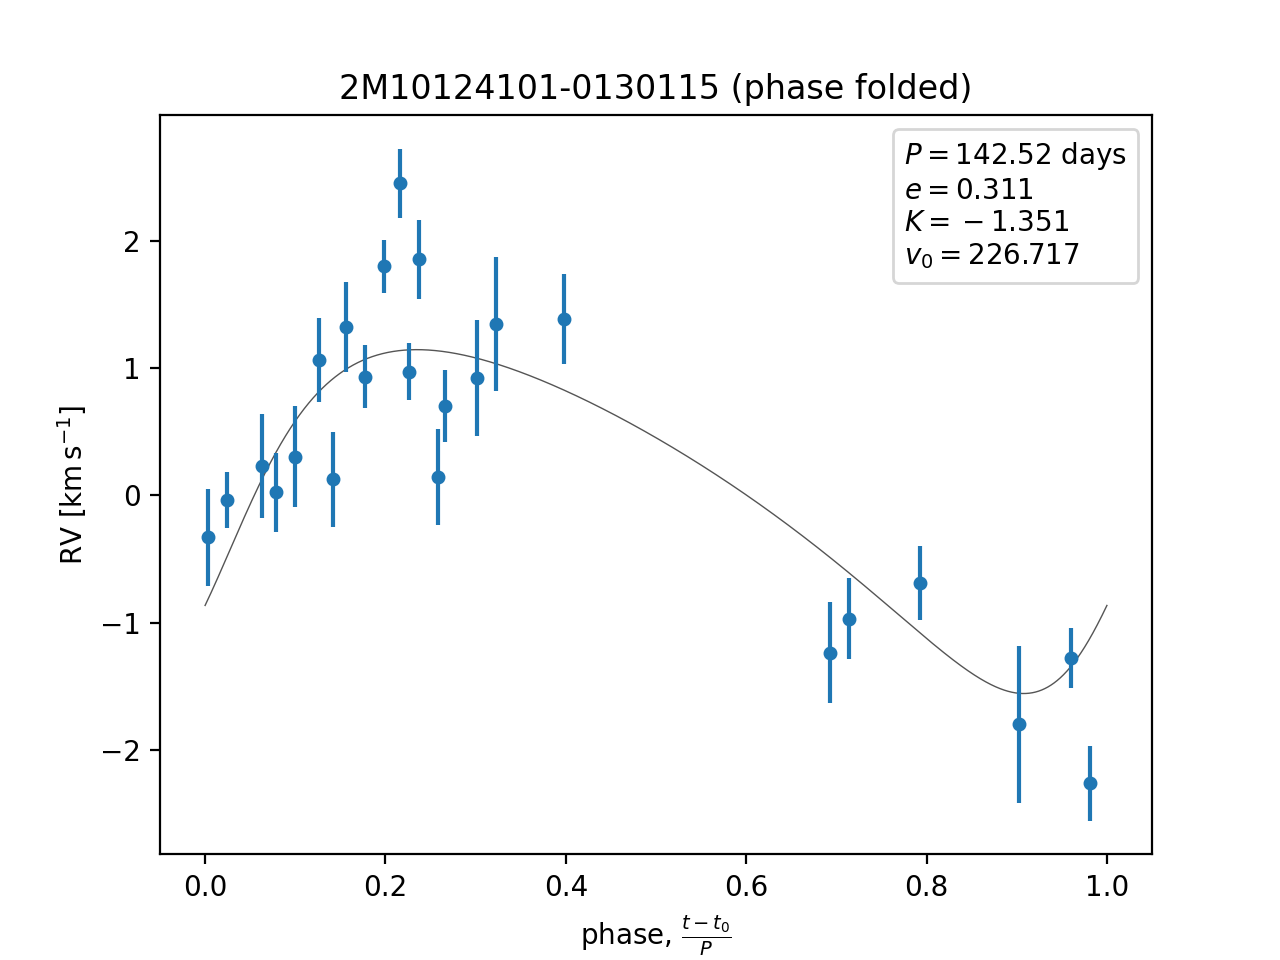 2M10124101-0130115 (phase folded)
P = 142.52 days
e = 0.311
K = −1.351
v₀ = 226.717
RV [km s⁻¹]
2
1
0
−1
−2
0.0 0.2 0.4 0.6 0.8 1.0
phase, (t − t₀)/P